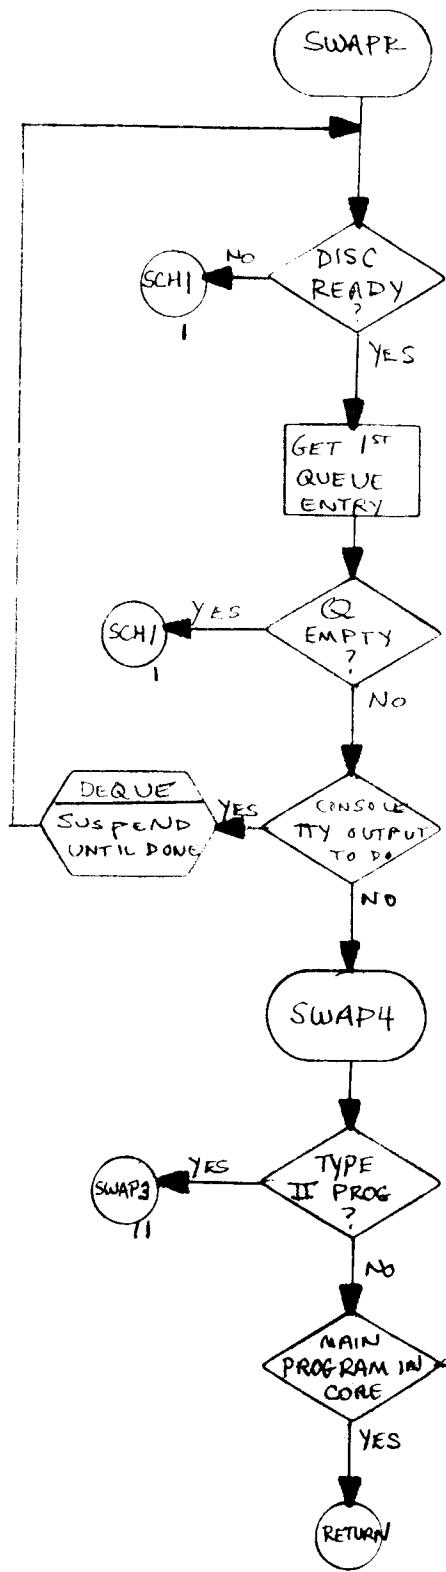 SWAPR
DISC
READY
?
NO
SCH1
1
YES
GET 1ST
QUEUE
ENTRY
Q
EMPTY
?
YES
SCH1
1
NO
CONSOLE
TTY OUTPUT
TO DO
YES
DEQUE
SUSPEND
UNTIL DONE
NO
SWAP4
TYPE
II PROG
?
YES
SWAP3
11
NO
MAIN
PROGRAM IN
CORE
YES
RETURN